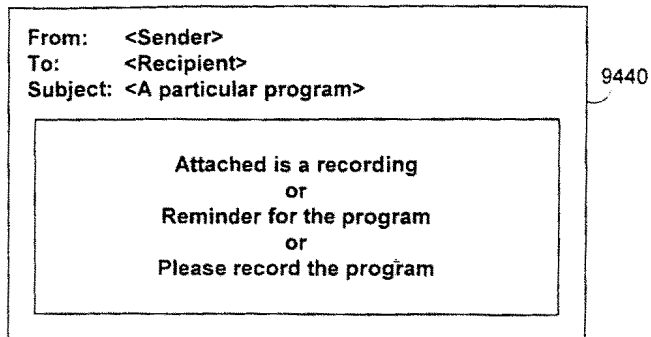 From: <Sender>
To: <Recipient>
Subject: <A particular program>
9440
Attached is a recording
or
Reminder for the program
or
Please record the program